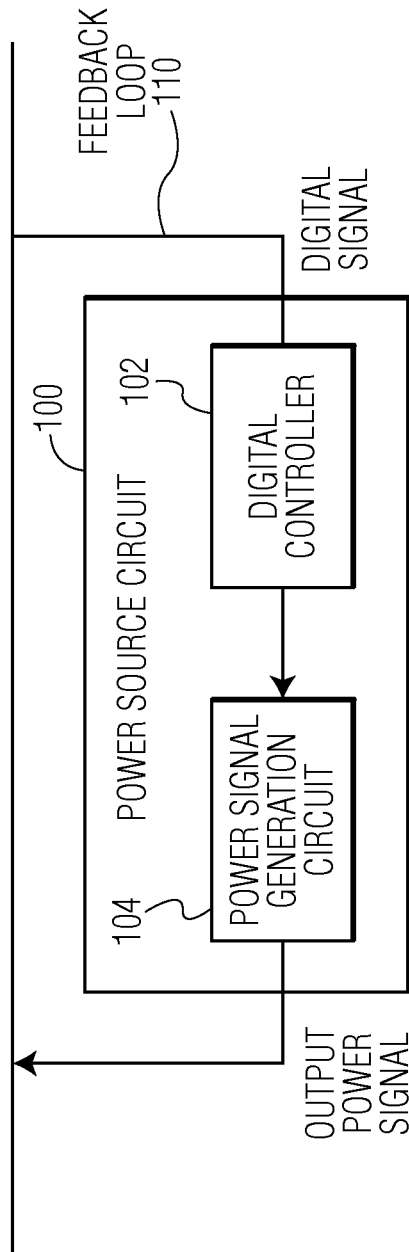 FEEDBACK
LOOP
110
100
POWER SOURCE CIRCUIT
104
POWER SIGNAL
GENERATION
CIRCUIT
102
DIGITAL
CONTROLLER
OUTPUT
POWER
SIGNAL
DIGITAL
SIGNAL